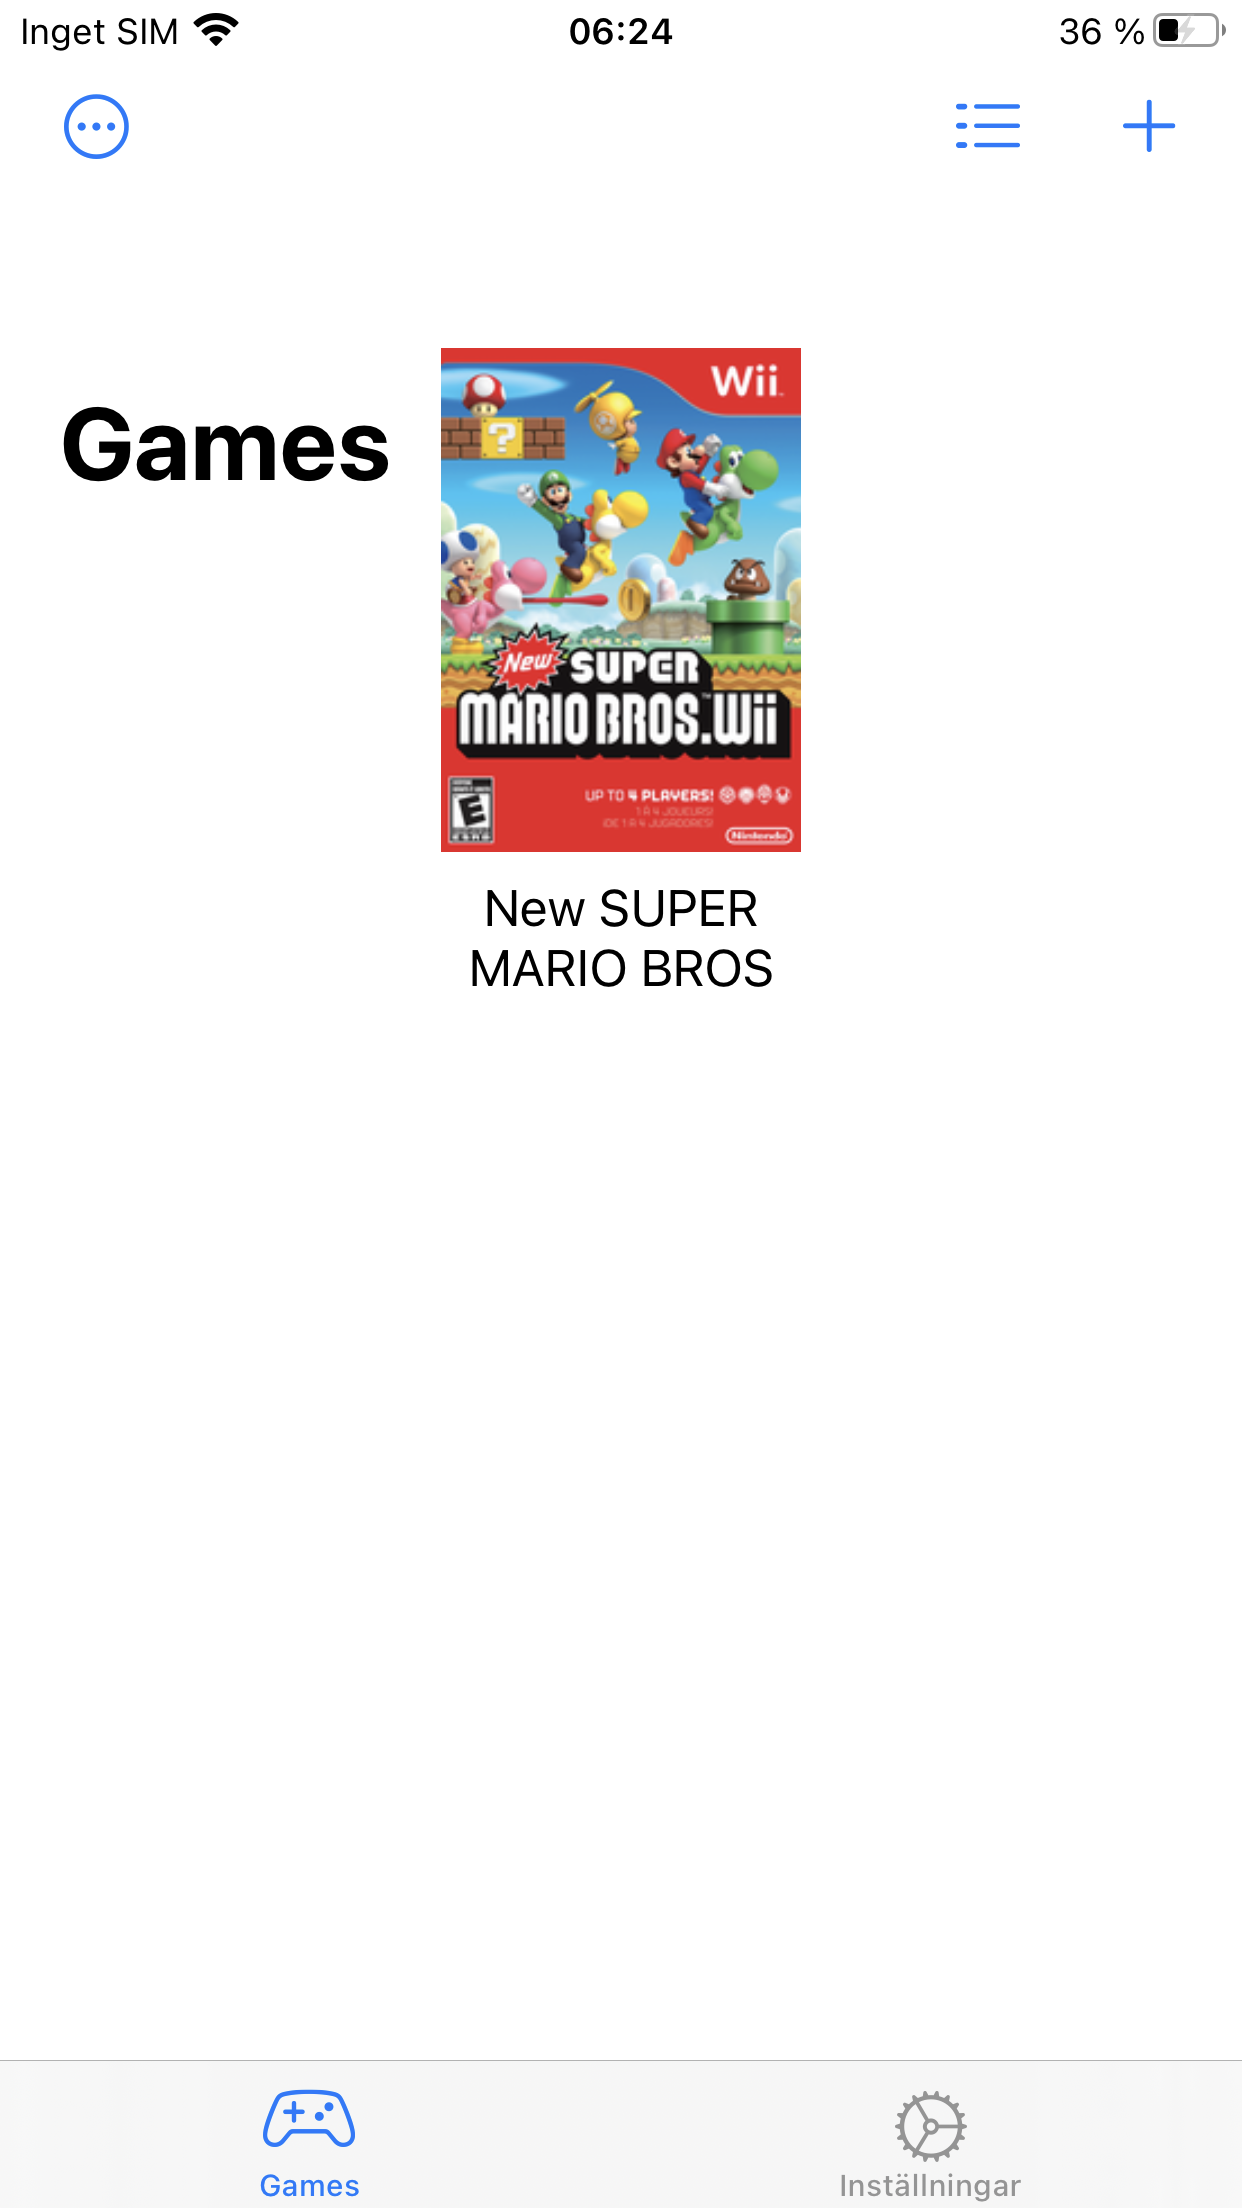 Inget SIM
06:24
36 %
Games
Wii
New SUPER
MARIO BROS.Wii
E
UP TO 4 PLAYERS!
1 À 4 JOUEURS!
¡DE 1 A 4 JUGADORES!
Nintendo
New SUPER
MARIO BROS
Games
Inställningar